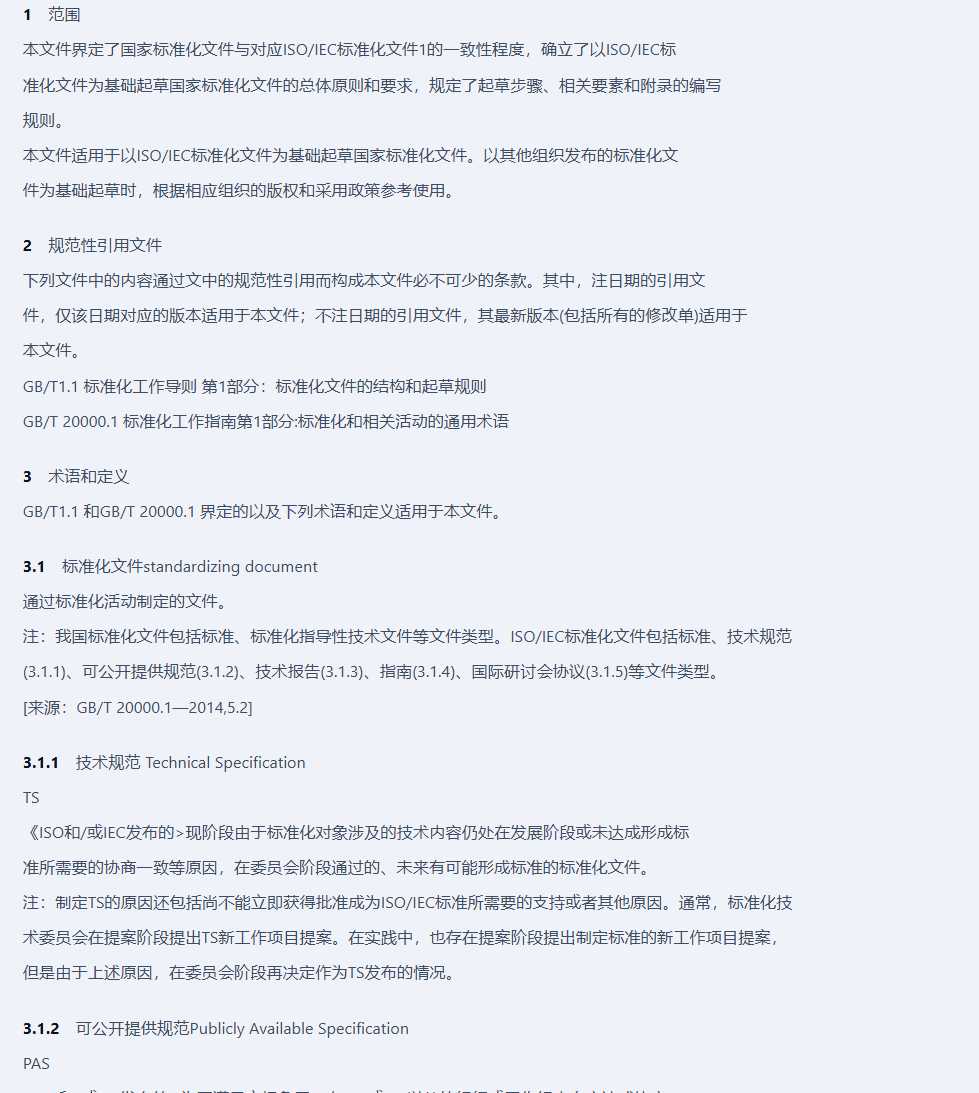 1 范围
本文件界定了国家标准化文件与对应ISO/IEC标准化文件1的一致性程度，确立了以ISO/IEC标
准化文件为基础起草国家标准化文件的总体原则和要求，规定了起草步骤、相关要素和附录的编写
规则。
本文件适用于以ISO/IEC标准化文件为基础起草国家标准化文件。以其他组织发布的标准化文
件为基础起草时，根据相应组织的版权和采用政策参考使用。
2 规范性引用文件
下列文件中的内容通过文中的规范性引用而构成本文件必不可少的条款。其中，注日期的引用文
件，仅该日期对应的版本适用于本文件；不注日期的引用文件，其最新版本(包括所有的修改单)适用于
本文件。
GB/T1.1 标准化工作导则 第1部分：标准化文件的结构和起草规则
GB/T 20000.1 标准化工作指南第1部分:标准化和相关活动的通用术语
3 术语和定义
GB/T1.1 和GB/T 20000.1 界定的以及下列术语和定义适用于本文件。
3.1 标准化文件standardizing document
通过标准化活动制定的文件。
注：我国标准化文件包括标准、标准化指导性技术文件等文件类型。ISO/IEC标准化文件包括标准、技术规范
(3.1.1)、可公开提供规范(3.1.2)、技术报告(3.1.3)、指南(3.1.4)、国际研讨会协议(3.1.5)等文件类型。
[来源：GB/T 20000.1—2014,5.2]
3.1.1 技术规范 Technical Specification
TS
《ISO和/或IEC发布的>现阶段由于标准化对象涉及的技术内容仍处在发展阶段或未达成形成标
准所需要的协商一致等原因，在委员会阶段通过的、未来有可能形成标准的标准化文件。
注：制定TS的原因还包括尚不能立即获得批准成为ISO/IEC标准所需要的支持或者其他原因。通常，标准化技
术委员会在提案阶段提出TS新工作项目提案。在实践中，也存在提案阶段提出制定标准的新工作项目提案，
但是由于上述原因，在委员会阶段再决定作为TS发布的情况。
3.1.2 可公开提供规范Publicly Available Specification
PAS